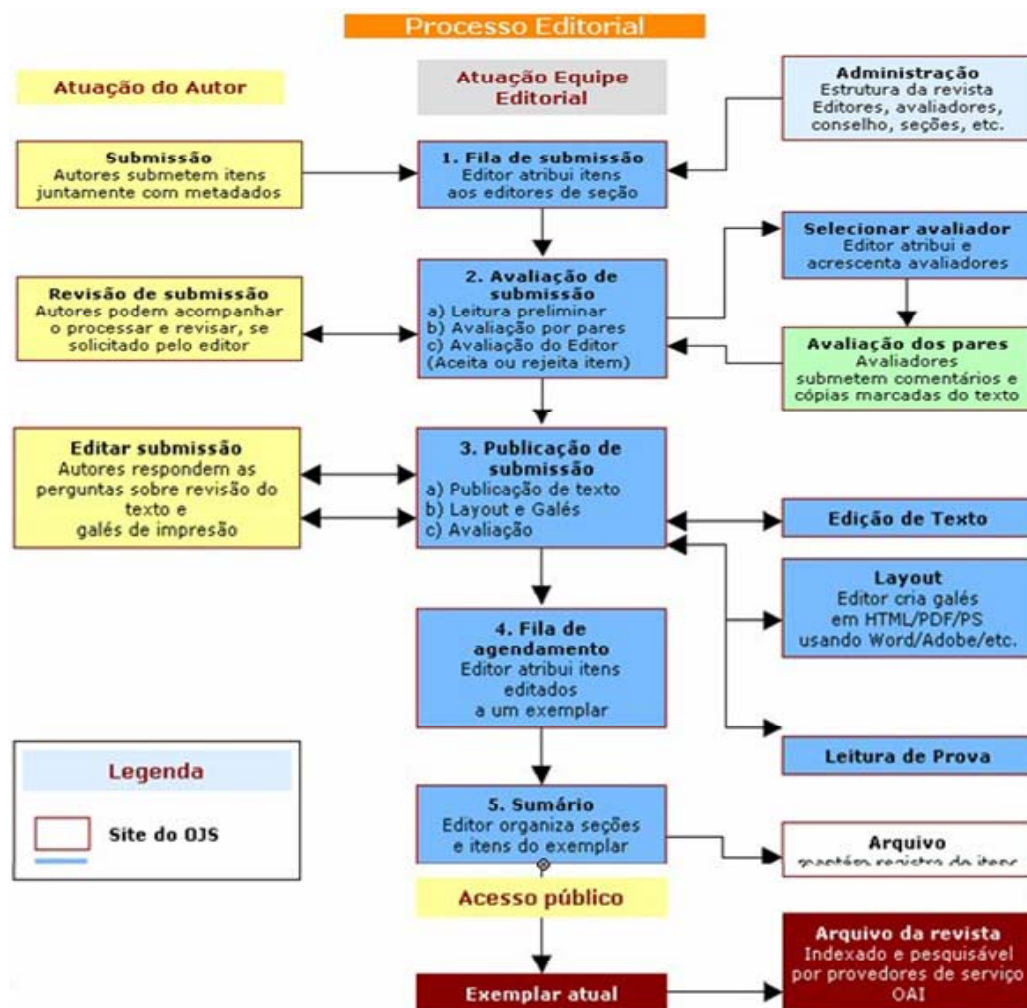 Processo Editorial
Atuação do Autor
Atuação Equipe
Editorial
Administração
Estrutura da revista
Editores, avaliadores,
conselho, seções, etc.
Submissão
Autores submetem itens
juntamente com metadados
1. Fila de submissão
Editor atribui itens
aos editores de seção
Selecionar avaliador
Editor atribui e
acrescenta avaliadores
Revisão de submissão
Autores podem acompanhar
o processar e revisar, se
solicitado pelo editor
2. Avaliação de
submissão
a) Leitura preliminar
b) Avaliação por pares
c) Avaliação do Editor
(Aceita ou rejeita item)
Avaliação dos pares
Avaliadores
submetem comentários e
cópias marcadas do texto
Editar submissão
Autores respondem as
perguntas sobre revisão do
texto e
galés de impressão
3. Publicação de
submissão
a) Publicação de texto
b) Layout e Galés
c) Avaliação
Edição de Texto
Layout
Editor cria galés
em HTML/PDF/PS
usando Word/Adobe/etc.
4. Fila de
agendamento
Editor atribui itens
editados
a um exemplar
Leitura de Prova
Legenda
Site do OJS
5. Sumário
Editor organiza seções
e itens do exemplar
Arquivo
Acesso público
Exemplar atual
Arquivo da revista
Indexado e pesquisável
por provedores de serviço
OAI